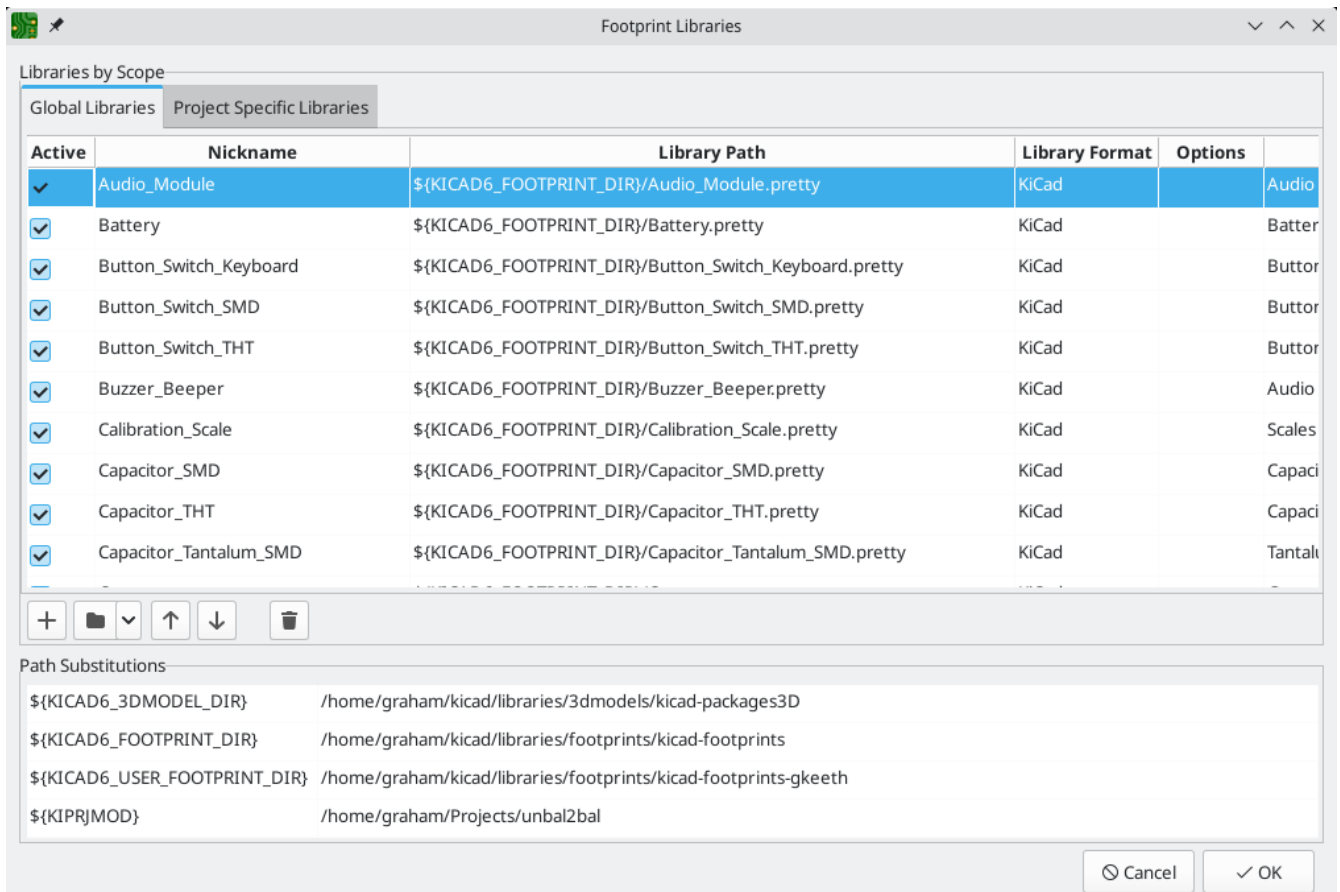 Footprint Libraries
Libraries by Scope
Global Libraries Project Specific Libraries
Active Nickname Library Path Library Format Options
Audio_Module ${KICAD6_FOOTPRINT_DIR}/Audio_Module.pretty KiCad Audio
Battery ${KICAD6_FOOTPRINT_DIR}/Battery.pretty KiCad Batter
Button_Switch_Keyboard ${KICAD6_FOOTPRINT_DIR}/Button_Switch_Keyboard.pretty KiCad Button
Button_Switch_SMD ${KICAD6_FOOTPRINT_DIR}/Button_Switch_SMD.pretty KiCad Button
Button_Switch_THT ${KICAD6_FOOTPRINT_DIR}/Button_Switch_THT.pretty KiCad Button
Buzzer_Beeper ${KICAD6_FOOTPRINT_DIR}/Buzzer_Beeper.pretty KiCad Audio
Calibration_Scale ${KICAD6_FOOTPRINT_DIR}/Calibration_Scale.pretty KiCad Scales
Capacitor_SMD ${KICAD6_FOOTPRINT_DIR}/Capacitor_SMD.pretty KiCad Capaci
Capacitor_THT ${KICAD6_FOOTPRINT_DIR}/Capacitor_THT.pretty KiCad Capaci
Capacitor_Tantalum_SMD ${KICAD6_FOOTPRINT_DIR}/Capacitor_Tantalum_SMD.pretty KiCad Tantalu
Path Substitutions
${KICAD6_3DMODEL_DIR} /home/graham/kicad/libraries/3dmodels/kicad-packages3D
${KICAD6_FOOTPRINT_DIR} /home/graham/kicad/libraries/footprints/kicad-footprints
${KICAD6_USER_FOOTPRINT_DIR} /home/graham/kicad/libraries/footprints/kicad-footprints-gkeeth
${KIPRJMOD} /home/graham/Projects/unbal2bal
Cancel OK